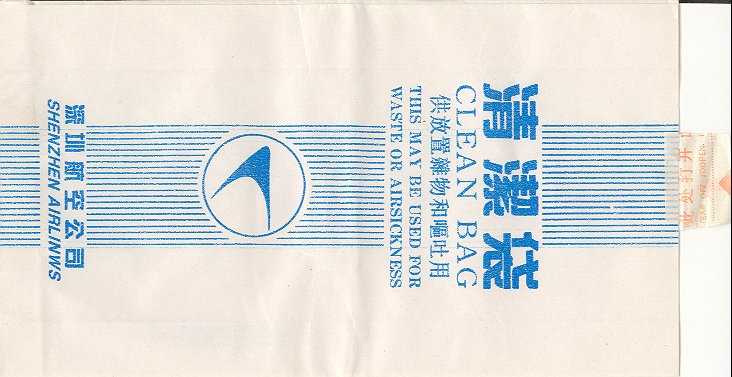 清潔袋
CLEAN BAG
供放置雜物和嘔吐用
THIS MAY BE USED FOR
WASTE OR AIRSICKNESS
深圳航空公司
SHENZHEN AIRLINWS